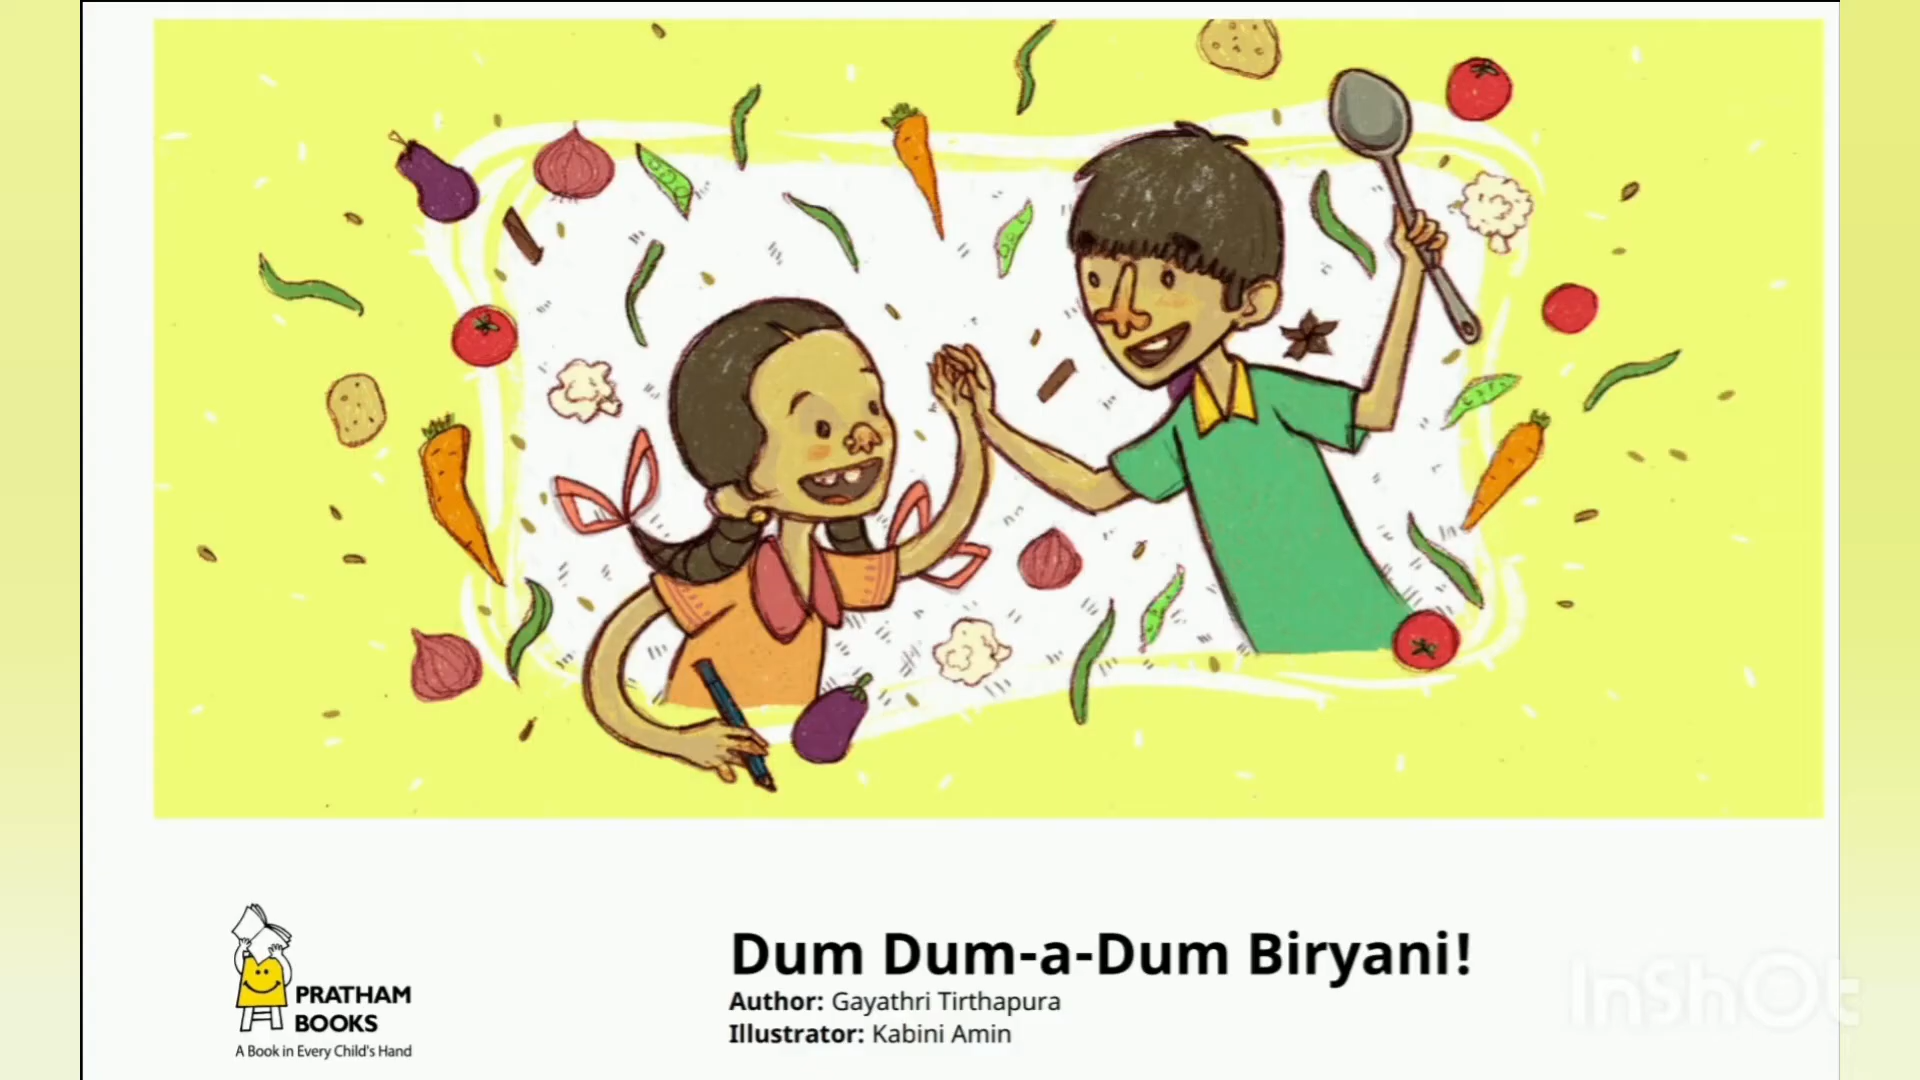 PRATHAM
BOOKS
A Book in Every Child's Hand
Dum Dum-a-Dum Biryani!
Author: Gayathri Tirthapura
Illustrator: Kabini Amin
InShOt